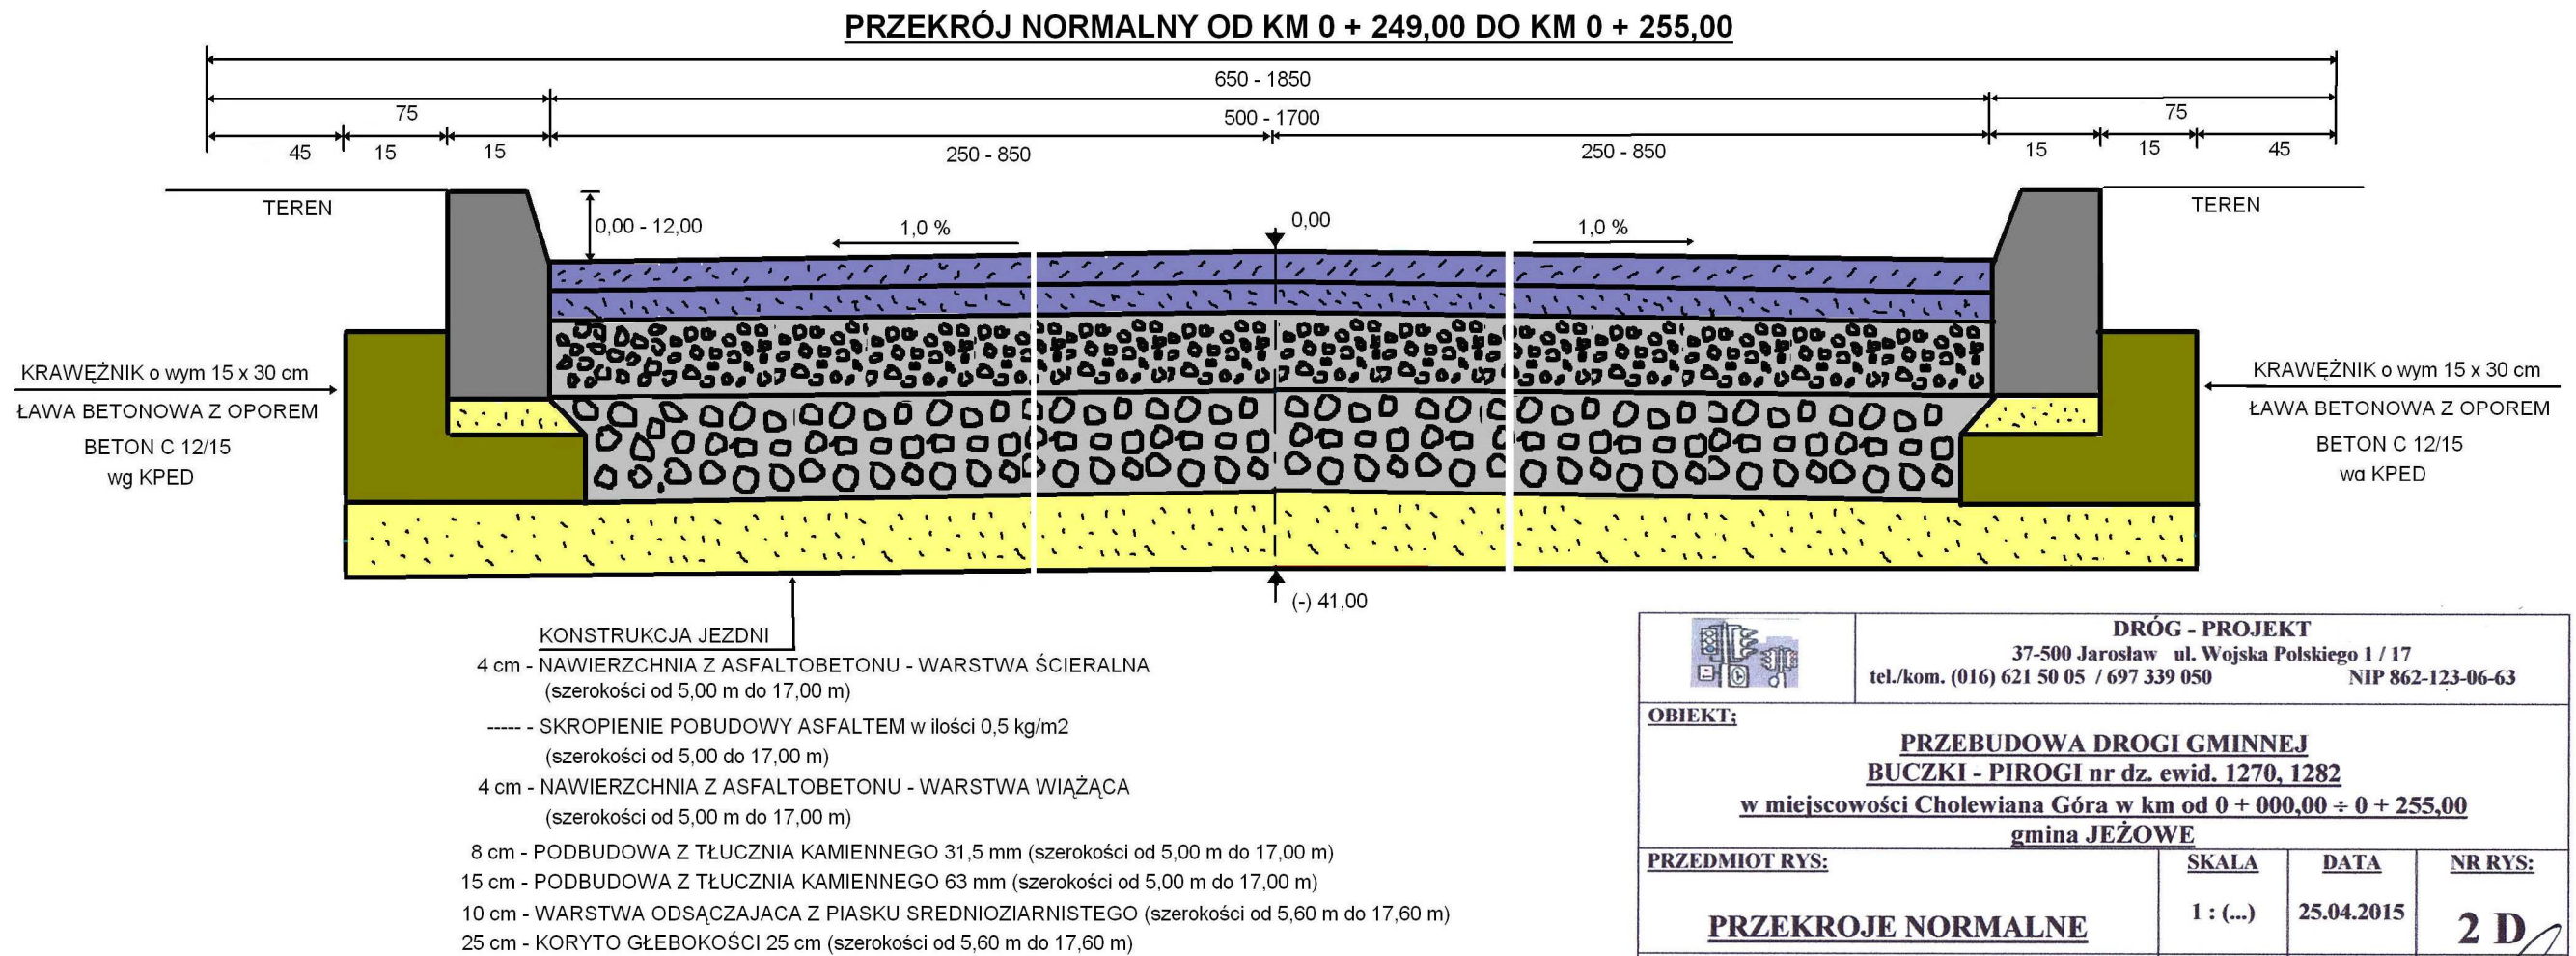 PRZEKRÓJ NORMALNY OD KM 0 + 249,00 DO KM 0 + 255,00
650 - 1850
75
500 - 1700
75
45
15
15
250 - 850
250 - 850
15
15
45
TEREN
0,00 - 12,00
1,0 %
0,00
1,0 %
TEREN
KRAWĘŻNIK o wym 15 x 30 cm
ŁAWA BETONOWA Z OPOREM
BETON C 12/15
wg KPED
KRAWĘŻNIK o wym 15 x 30 cm
ŁAWA BETONOWA Z OPOREM
BETON C 12/15
wg KPED
(-) 41,00
KONSTRUKCJA JEZDNI
4 cm - NAWIERZCHNIA Z ASFALTOBETONU - WARSTWA ŚCIERALNA
(szerokości od 5,00 m do 17,00 m)
----- - SKROPIENIE POBUDOWY ASFALTEM w ilości 0,5 kg/m2
(szerokości od 5,00 do 17,00 m)
4 cm - NAWIERZCHNIA Z ASFALTOBETONU - WARSTWA WIĄŻĄCA
(szerokości od 5,00 m do 17,00 m)
8 cm - PODBUDOWA Z TŁUCZNIA KAMIENNEGO 31,5 mm (szerokości od 5,00 m do 17,00 m)
15 cm - PODBUDOWA Z TŁUCZNIA KAMIENNEGO 63 mm (szerokości od 5,00 m do 17,00 m)
10 cm - WARSTWA ODSĄCZAJACA Z PIASKU SREDNIOZIARNISTEGO (szerokości od 5,60 m do 17,60 m)
25 cm - KORYTO GŁEBOKOŚCI 25 cm (szerokości od 5,60 m do 17,60 m)
DRÓG - PROJEKT
37-500 Jarosław ul. Wojska Polskiego 1 / 17
tel./kom. (016) 621 50 05 / 697 339 050 NIP 862-123-06-63
OBIEKT;
PRZEBUDOWA DROGI GMINNEJ
BUCZKI - PIROGI nr dz. ewid. 1270, 1282
w miejscowości Cholewiana Góra w km od 0 + 000,00 ÷ 0 + 255,00
gmina JEŻOWE
PRZEDMIOT RYS:
SKALA
DATA
NR RYS:
PRZEKROJE NORMALNE
1 : (...)
25.04.2015
2 D